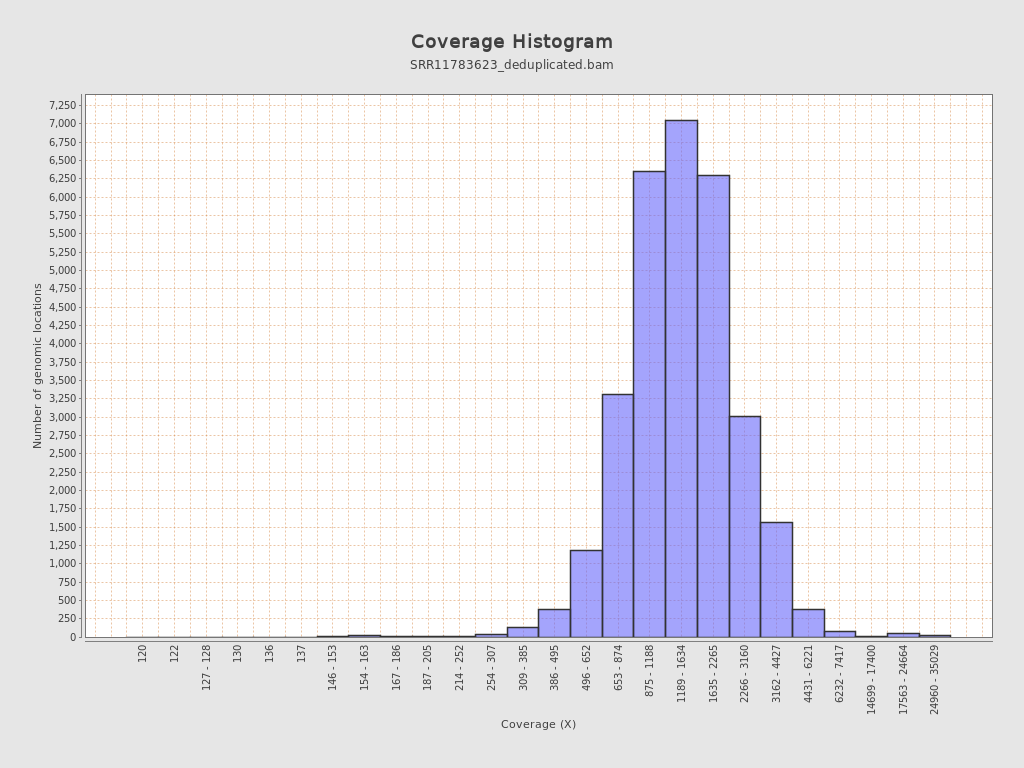 Coverage Histogram
SRR11783623_deduplicated.bam
Number of genomic locations
7,250
7,000
6,750
6,500
6,250
6,000
5,750
5,500
5,250
5,000
4,750
4,500
4,250
4,000
3,750
3,500
3,250
3,000
2,750
2,500
2,250
2,000
1,750
1,500
1,250
1,000
750
500
250
0
120
122
127 - 128
130
136
137
146 - 153
154 - 163
167 - 186
187 - 205
214 - 252
254 - 307
309 - 385
386 - 495
496 - 652
653 - 874
875 - 1188
1189 - 1634
1635 - 2265
2266 - 3160
3162 - 4427
4431 - 6221
6232 - 7417
14699 - 17400
17563 - 24664
24960 - 35029
Coverage (X)